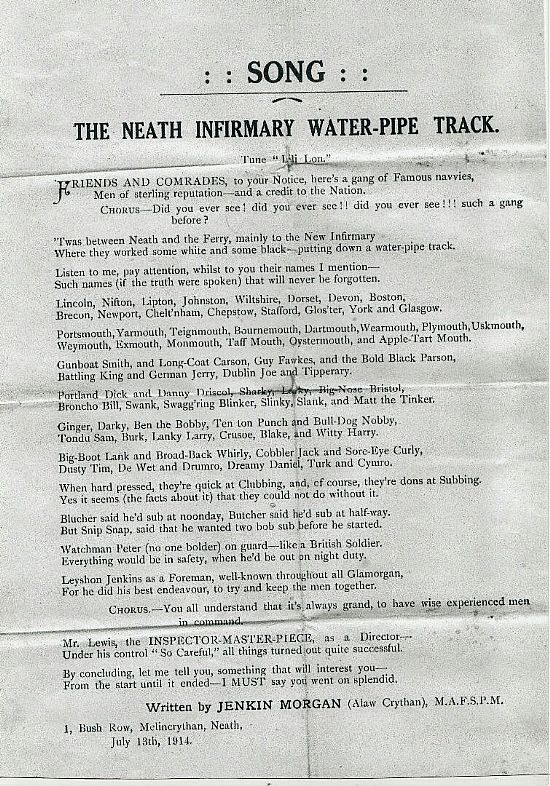 : : SONG : :
THE NEATH INFIRMARY WATER-PIPE TRACK.
Tune "Lili Lon."
FRIENDS AND COMRADES, to your Notice, here's a gang of Famous navvies,
Men of sterling reputation—and a credit to the Nation.
CHORUS—Did you ever see! did you ever see!! did you ever see!!! such a gang
before?
'Twas between Neath and the Ferry, mainly to the New Infirmary
Where they worked some white and some black—putting down a water-pipe track.
Listen to me, pay attention, whilst to you their names I mention—
Such names (if the truth were spoken) that will never be forgotten.
Lincoln, Nifton, Lipton, Johnston, Wiltshire, Dorset, Devon, Boston,
Brecon, Newport, Chelt'nham, Chepstow, Stafford, Glos'ter, York and Glasgow.
Portsmouth, Yarmouth, Teignmouth, Bournemouth, Dartmouth, Wearmouth, Plymouth, Uskmouth,
Weymouth, Exmouth, Monmouth, Taff Mouth, Oystermouth, and Apple-Tart Mouth.
Gunboat Smith, and Long-Coat Carson, Guy Fawkes, and the Bold Black Parson,
Battling King and German Jerry, Dublin Joe and Tipperary.
Portland Dick and Danny Driscol, Sharky, Leaky, Big-Nose Bristol,
Broncho Bill, Swank, Swagg'ring Blinker, Slinky, Slank, and Matt the Tinker.
Ginger, Darky, Ben the Bobby, Ten ton Punch and Bull-Dog Nobby,
Tondu Sam, Burk, Lanky Larry, Crusoe, Blake, and Witty Harry.
Big-Boot Lank and Broad-Back Whirly, Cobbler Jack and Sore-Eye Curly,
Dusty Tim, De Wet and Drumro, Dreamy Daniel, Turk and Cymro.
When hard pressed, they're quick at Clubbing, and, of course, they're dons at Subbing.
Yes it seems (the facts about it) that they could not do without it.
Blucher said he'd sub at noonday, Butcher said he'd sub at half-way.
But Snip Snap, said that he wanted two bob sub before he started.
Watchman Peter (no one bolder) on guard—like a British Soldier.
Everything would be in safety, when he'd be out on night duty.
Leyshon Jenkins as a Foreman, well-known throughout all Glamorgan,
For he did his best endeavour, to try and keep the men together.
CHORUS.—You all understand that it's always grand, to have wise experienced men
in command.
Mr. Lewis, the INSPECTOR-MASTER-PIECE, as a Director—
Under his control "So Careful," all things turned out quite successful.
By concluding, let me tell you, something that will interest you—
From the start until it ended—I MUST say you went on splendid.
Written by JENKIN MORGAN (Alaw Crythan), M.A.F.S.P.M.
1, Bush Row, Melincrythan, Neath,
July 13th, 1914.